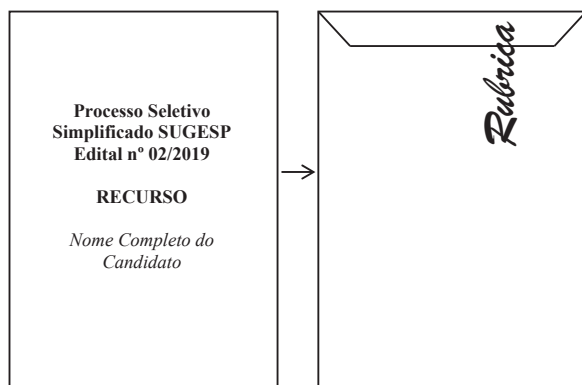 Processo Seletivo
Simplificado SUGESP
Edital nº 02/2019
RECURSO
Nome Completo do
Candidato
Rubrica